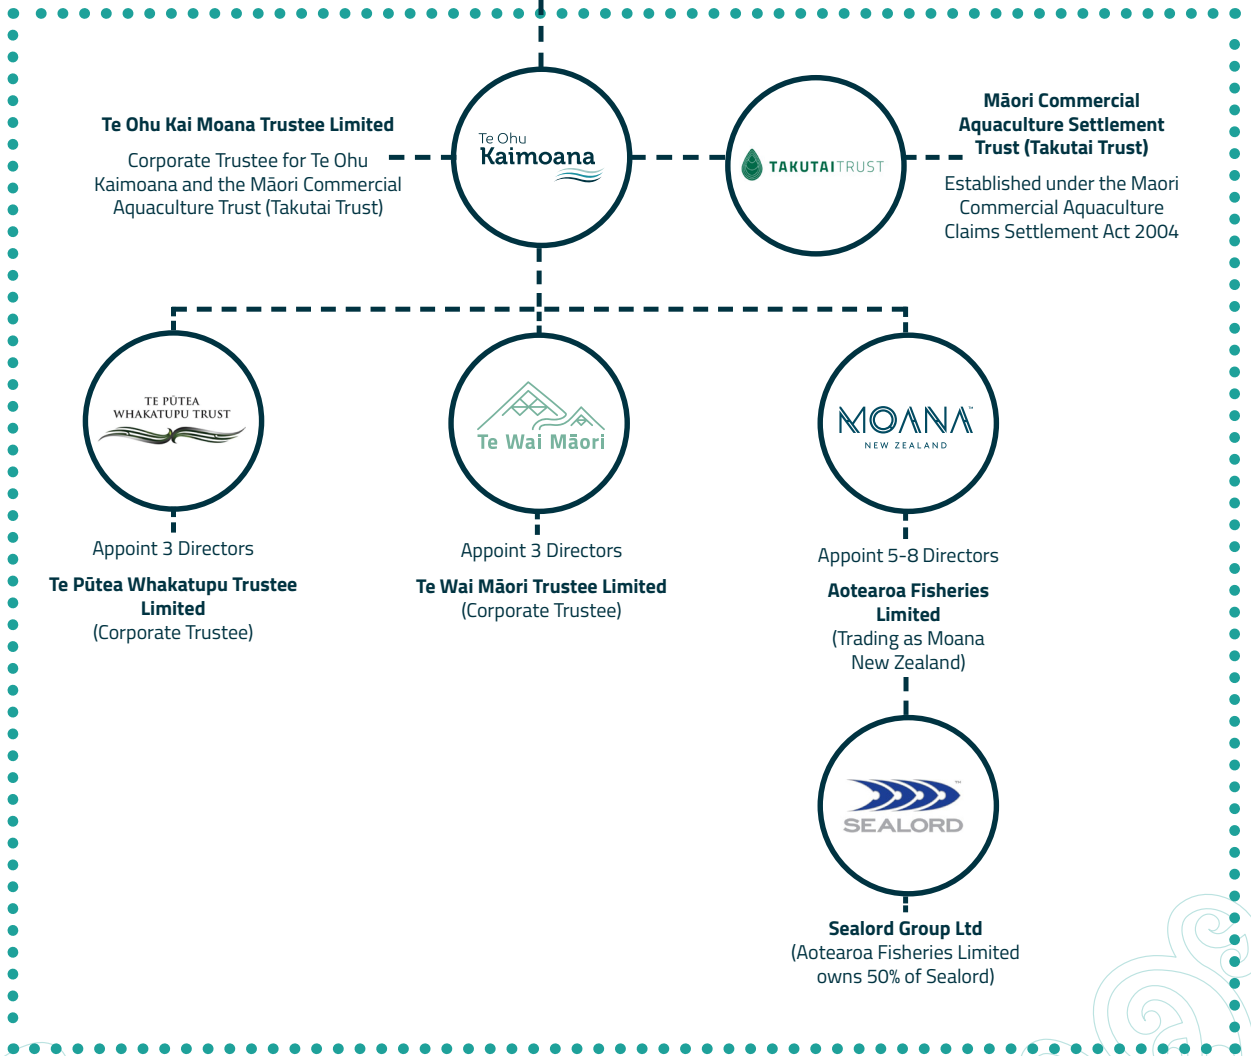 Te Ohu Kai Moana Trustee Limited
Corporate Trustee for Te Ohu
Kaimoana and the Māori Commercial
Aquaculture Trust (Takutai Trust)
Te Ohu
Kaimoana
TAKUTAITRUST
Māori Commercial
Aquaculture Settlement
Trust (Takutai Trust)
Established under the Maori
Commercial Aquaculture
Claims Settlement Act 2004
TE PŪTEA
WHAKATUPU TRUST
Appoint 3 Directors
Te Pūtea Whakatupu Trustee
Limited
(Corporate Trustee)
Te Wai Māori
Appoint 3 Directors
Te Wai Māori Trustee Limited
(Corporate Trustee)
MOANA™
NEW ZEALAND
Appoint 5-8 Directors
Aotearoa Fisheries
Limited
(Trading as Moana
New Zealand)
™
SEALORD
Sealord Group Ltd
(Aotearoa Fisheries Limited
owns 50% of Sealord)